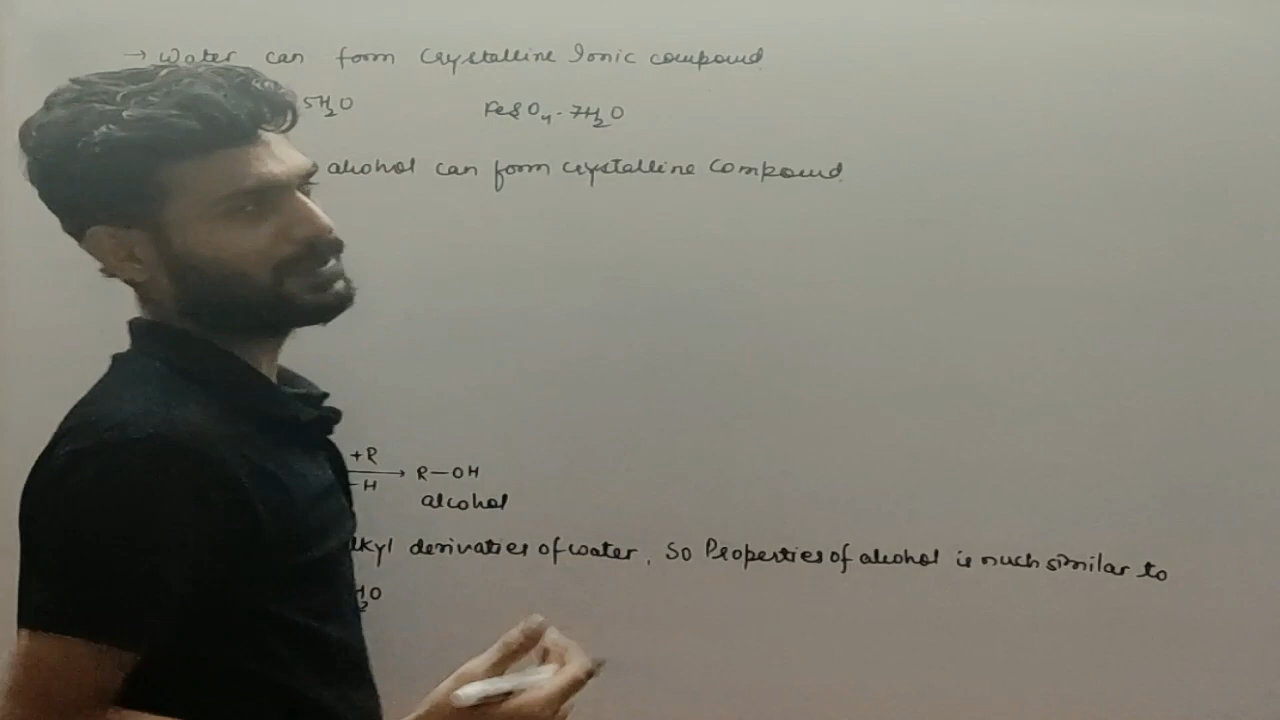 → Water can form Crystalline Ionic compound
5H₂O FeSO₄·7H₂O
alcohol can form crystalline compound
+R
-H → R-OH
alcohol
lkyl derivaties of water, So Properties of alcohol is much similar to
H₂O